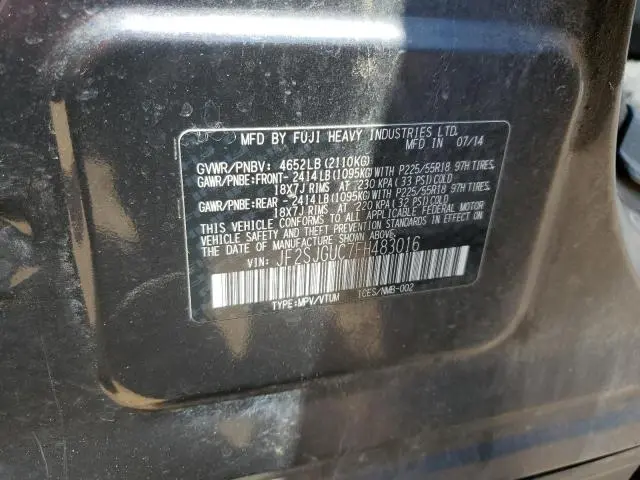 MFD BY FUJI HEAVY INDUSTRIES LTD.
MFD IN 07/14
GVWR/PNBV: 4652LB(2110KG)
GAWR/PNBE:FRONT- 2414LB(1095KG)WITH P225/55R18 97H TIRES,
18X7J RIMS AT 230 KPA(33 PSI)COLD
GAWR/PNBE:REAR -2414LB(1095KG)WITH P225/55R18 97H TIRES,
18X7J RIMS AT 220 KPA(32 PSI)COLD
THIS VEHICLE CONFORMS TO ALL APPLICABLE FEDERAL MOTOR
VEHICLE SAFETY AND THEFT PREVENTION STANDARDS IN EFFECT ON THE
DATE OF MANUFACTURE SHOWN ABOVE.
VIN: JF2SJGUC7FH483016
TYPE:MPV/VTUM ICES/NMB-002